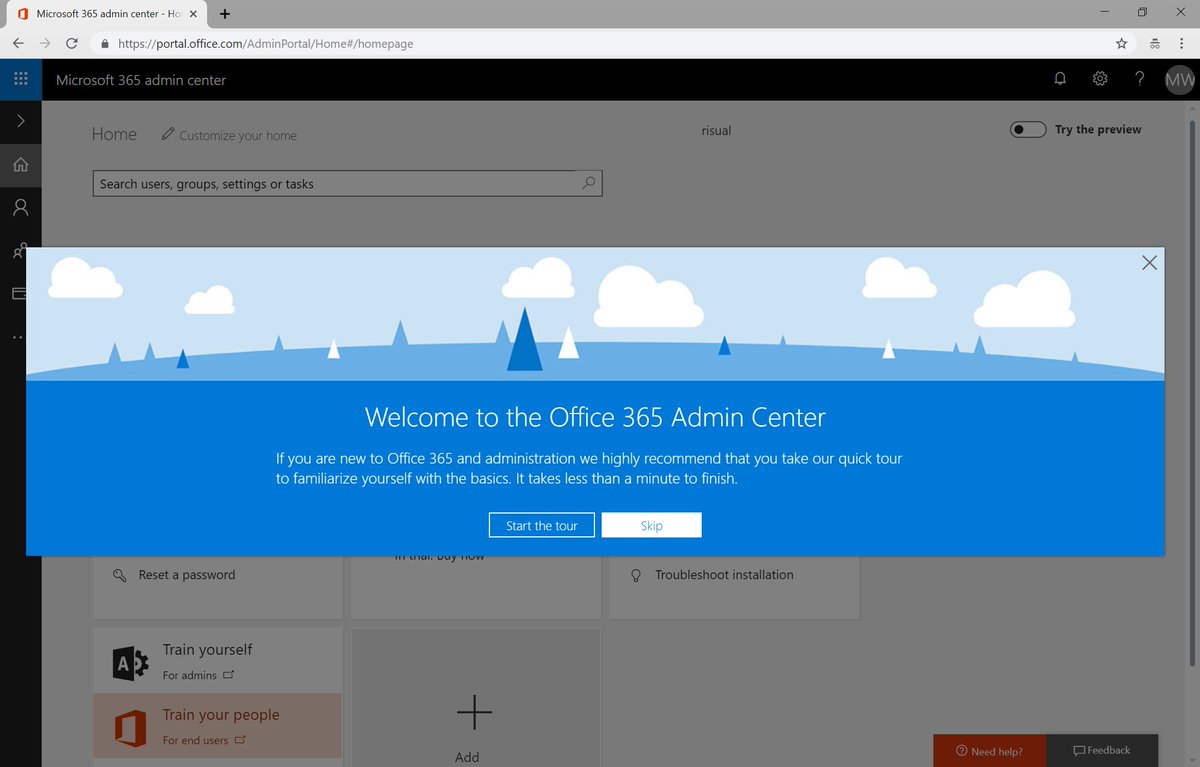 Microsoft 365 admin center - Ho
https://portal.office.com/AdminPortal/Home#/homepage
Microsoft 365 admin center
?
MW
Home
Customize your home
risual
Try the preview
Search users, groups, settings or tasks
Welcome to the Office 365 Admin Center
If you are new to Office 365 and administration we highly recommend that you take our quick tour
to familiarize yourself with the basics. It takes less than a minute to finish.
Start the tour
Skip
In trial: Buy now
Reset a password
Troubleshoot installation
A
Train yourself
For admins
Train your people
For end users
Add
Need help?
Feedback